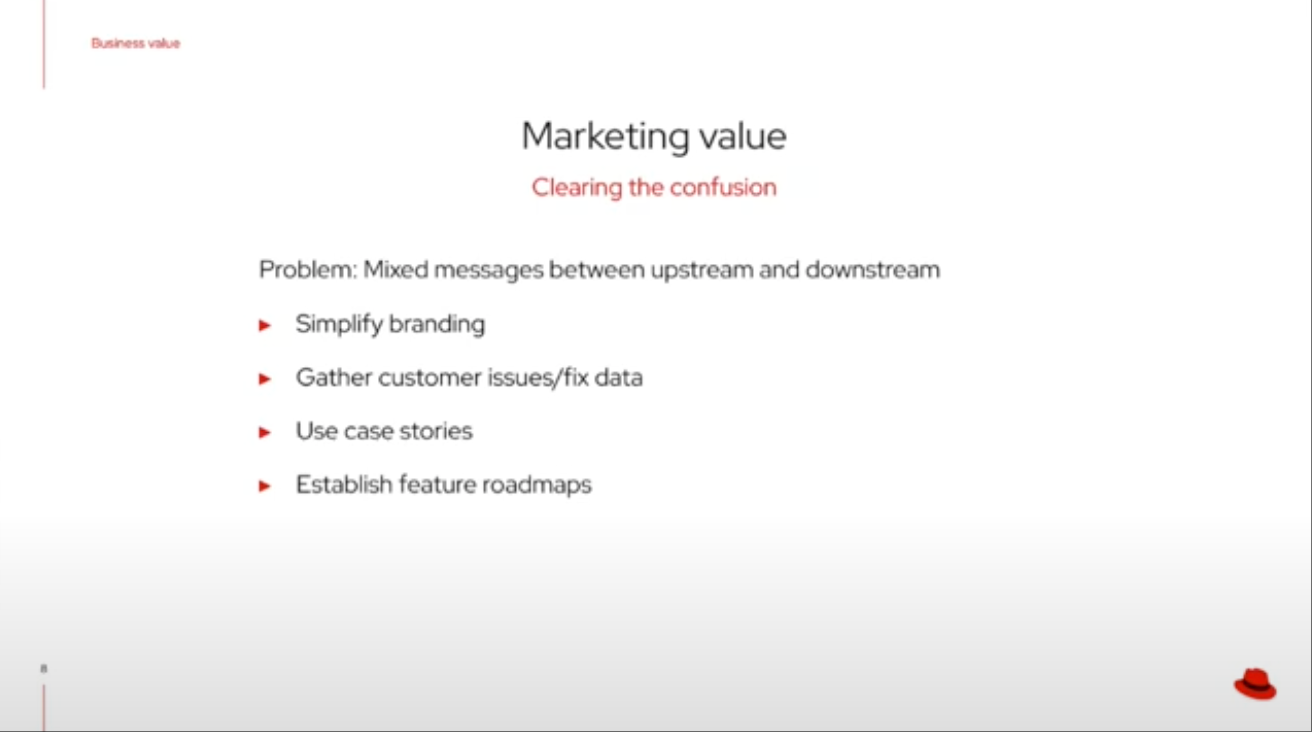 Business value
Marketing value
Clearing the confusion
Problem: Mixed messages between upstream and downstream
Simplify branding
Gather customer issues/fix data
Use case stories
Establish feature roadmaps
8